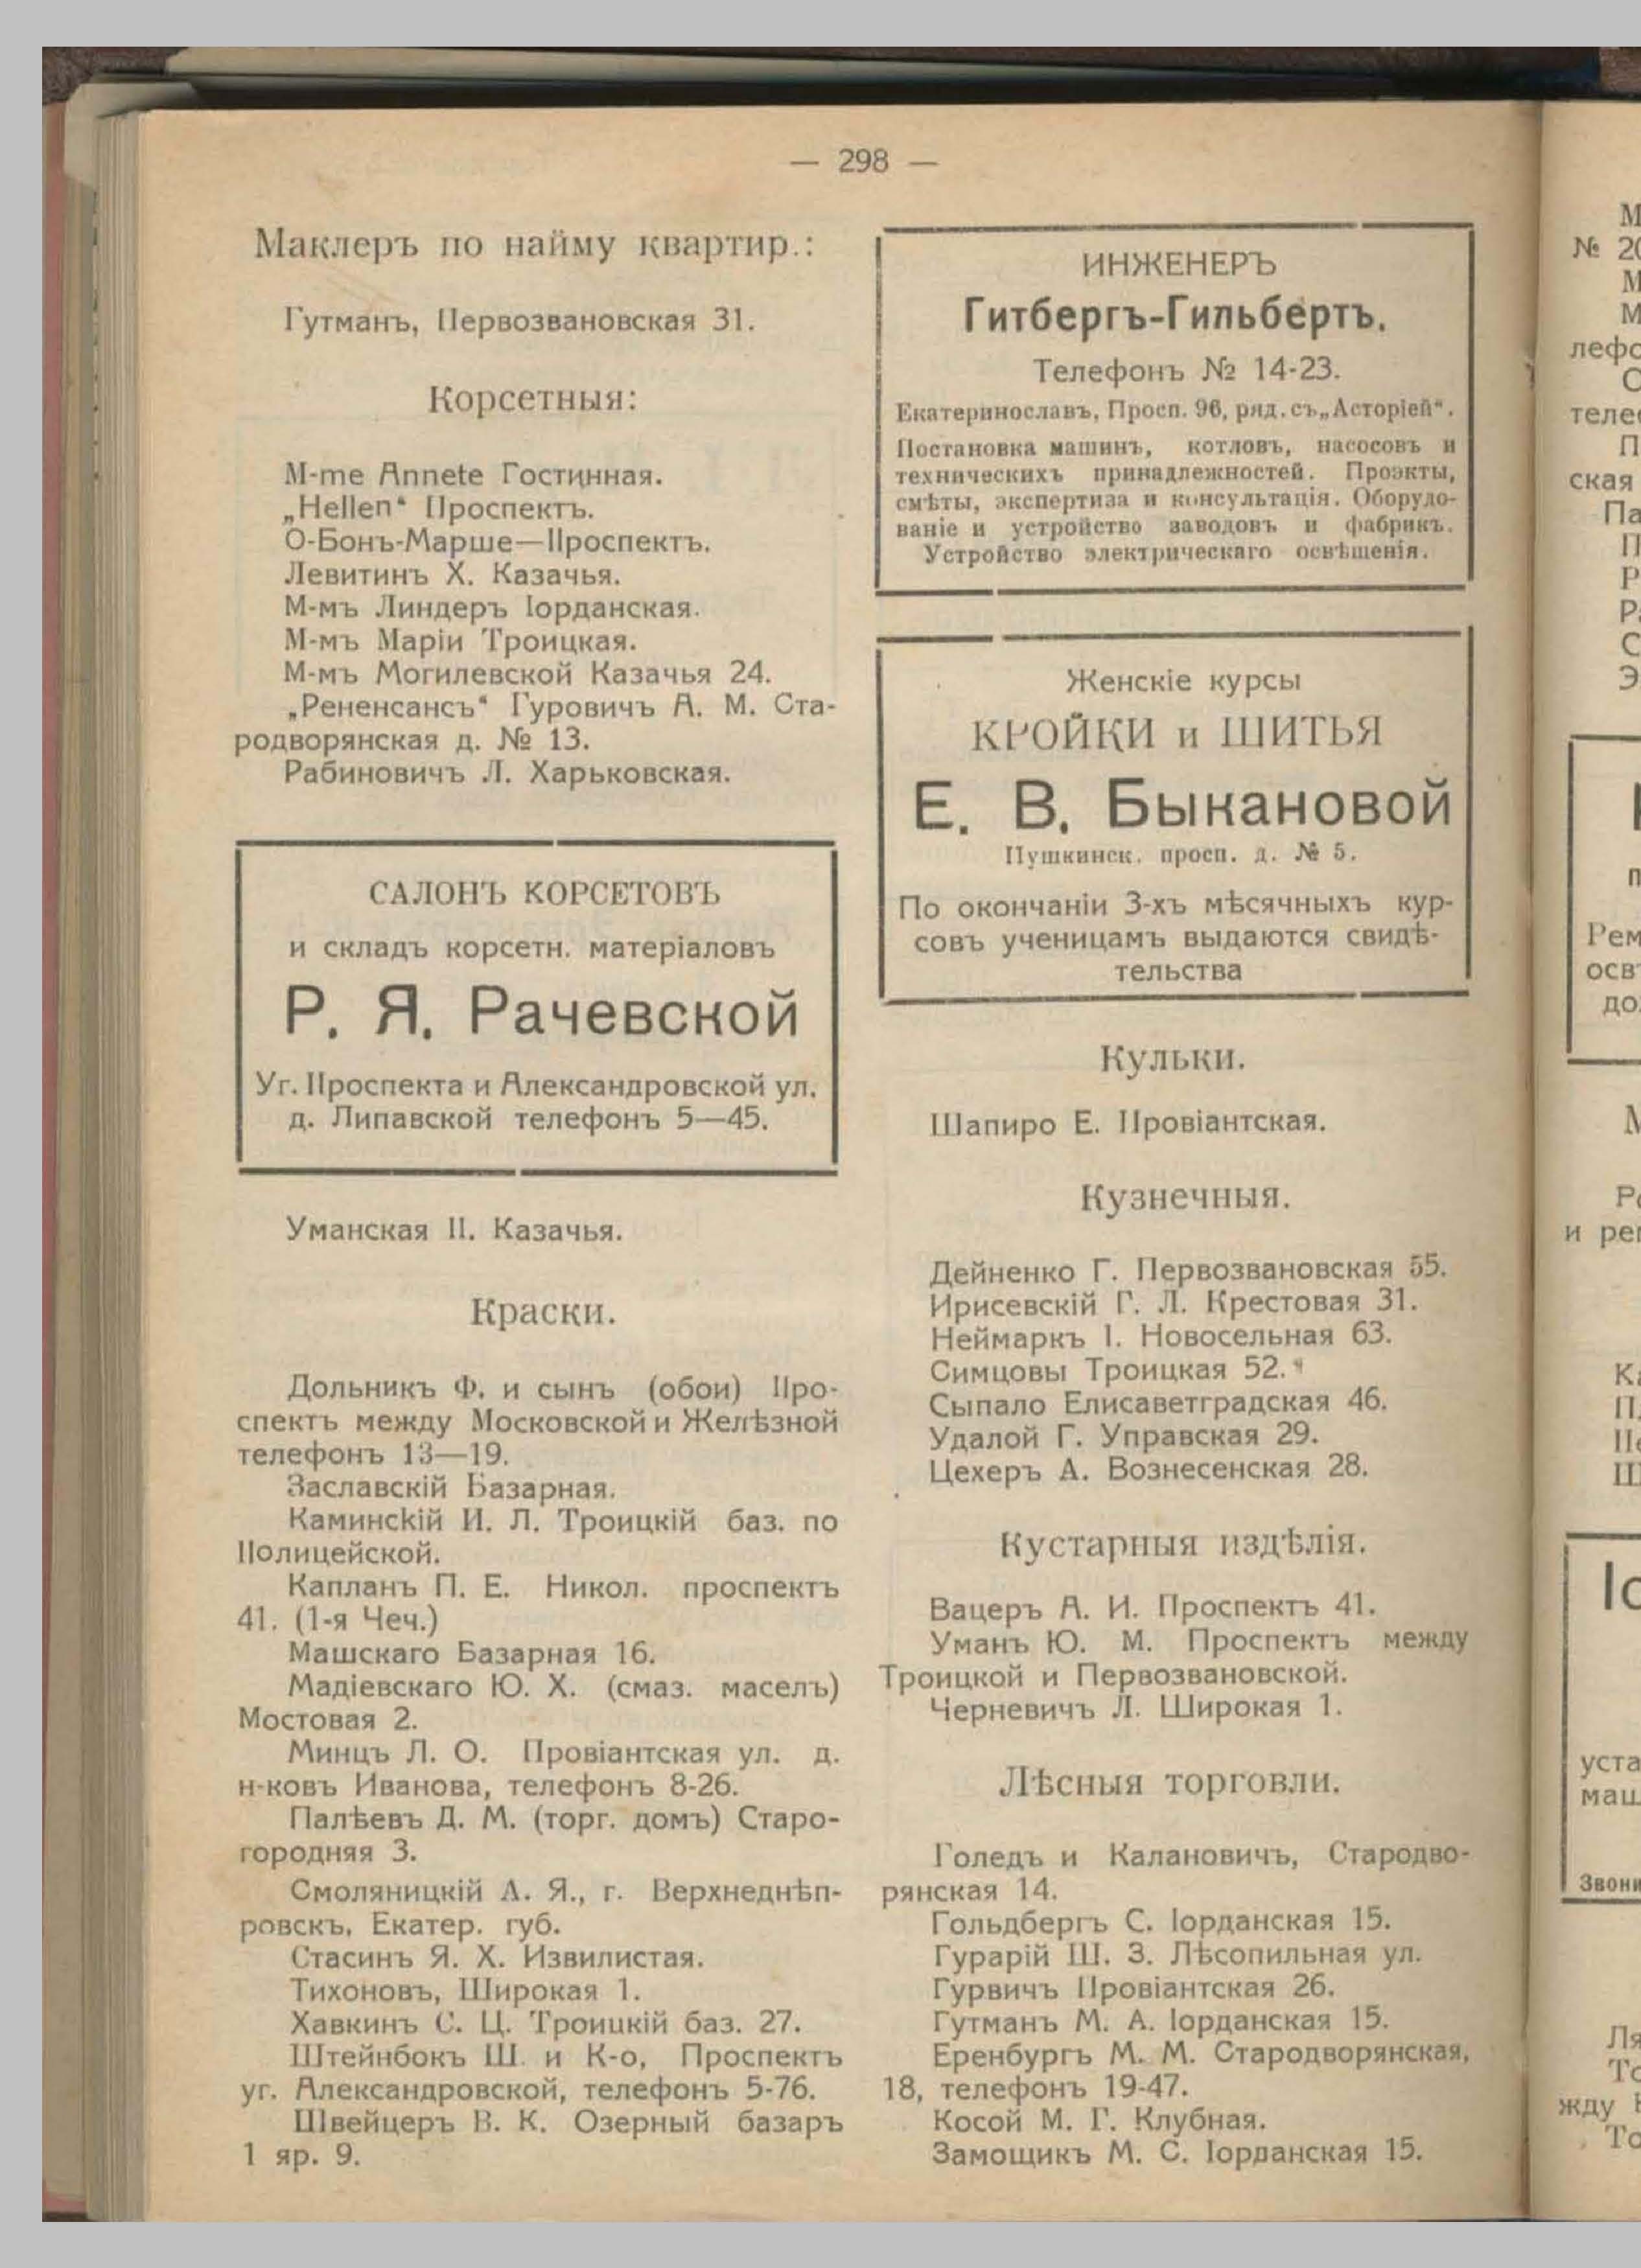 — 298 —
Маклеръ по найму квартир.:
Гутманъ, Первозвановская 31.
Корсетныя:
M-me Annete Гостинная.
„Hellen“ Проспектъ.
О-Бонъ-Марше—Проспектъ.
Левитинъ Х. Казачья.
М-мъ Линдеръ Іорданская.
М-мъ Маріи Троицкая.
М-мъ Могилевской Казачья 24.
„Рененсансъ“ Гуровичъ А. М. Ста-
родворянская д. № 13.
Рабиновичъ Л. Харьковская.
САЛОНЪ КОРСЕТОВЪ
и складъ корсетн. матеріаловъ
Р. Я. Рачевской
Уг. Проспекта и Александровской ул.
д. Липавской телефонъ 5—45.
Уманская П. Казачья.
Краски.
Дольникъ Ф. и сынъ (обои) Про-
спектъ между Московской и Желѣзной
телефонъ 13—19.
Заславскій Базарная.
Каминскій И. Л. Троицкій баз. по
Полицейской.
Капланъ П. Е. Никол. проспектъ
41. (1-я Чеч.)
Машскаго Базарная 16.
Мадіевскаго Ю. Х. (смаз. маселъ)
Мостовая 2.
Минцъ Л. О. Провіантская ул. д.
н-ковъ Иванова, телефонъ 8-26.
Палѣевъ Д. М. (торг. домъ) Старо-
городняя 3.
Смоляницкій А. Я., г. Верхнеднѣп-
ровскъ, Екатер. губ.
Стасинъ Я. Х. Извилистая.
Тихоновъ, Широкая 1.
Хавкинъ С. Ц. Троицкій баз. 27.
Штейнбокъ Ш. и К-о, Проспектъ
уг. Александровской, телефонъ 5-76.
Швейцеръ В. К. Озерный базаръ
1 яр. 9.
ИНЖЕНЕРЪ
Гитбергъ-Гильбертъ.
Телефонъ № 14-23.
Екатеринославъ, Просп. 96, ряд. съ „Асторіей“.
Постановка машинъ, котловъ, насосовъ и
техническихъ принадлежностей. Проэкты,
смѣты, экспертиза и консультація. Оборудо-
ваніе и устройство заводовъ и фабрикъ.
Устройство электрическаго освѣщенія.
Женскіе курсы
КРОЙКИ и ШИТЬЯ
Е. В. Быкановой
Пушкинск. просп. д. № 5.
По окончаніи 3-хъ мѣсячныхъ кур-
совъ ученицамъ выдаются свидѣ-
тельства
Кульки.
Шапиро Е. Провіантская.
Кузнечныя.
Дейненко Г. Первозвановская 55.
Ирисевскій Г. Л. Крестовая 31.
Неймаркъ І. Новосельная 63.
Симцовы Троицкая 52.
Сыпало Елисаветградская 46.
Удалой Г. Управская 29.
Цехеръ А. Вознесенская 28.
Кустарныя издѣлія.
Вацеръ А. И. Проспектъ 41.
Уманъ Ю. М. Проспектъ между
Троицкой и Первозвановской.
Черневичъ Л. Широкая 1.
Лѣсныя торговли.
Голедъ и Калановичъ, Стародво-
рянская 14.
Гольдбергъ С. Іорданская 15.
Гурарій Ш. З. Лѣсопильная ул.
Гурвичъ Провіантская 26.
Гутманъ М. А. Іорданская 15.
Еренбургъ М. М. Стародворянская,
18, телефонъ 19-47.
Косой М. Г. Клубная.
Замощикъ М. С. Іорданская 15.